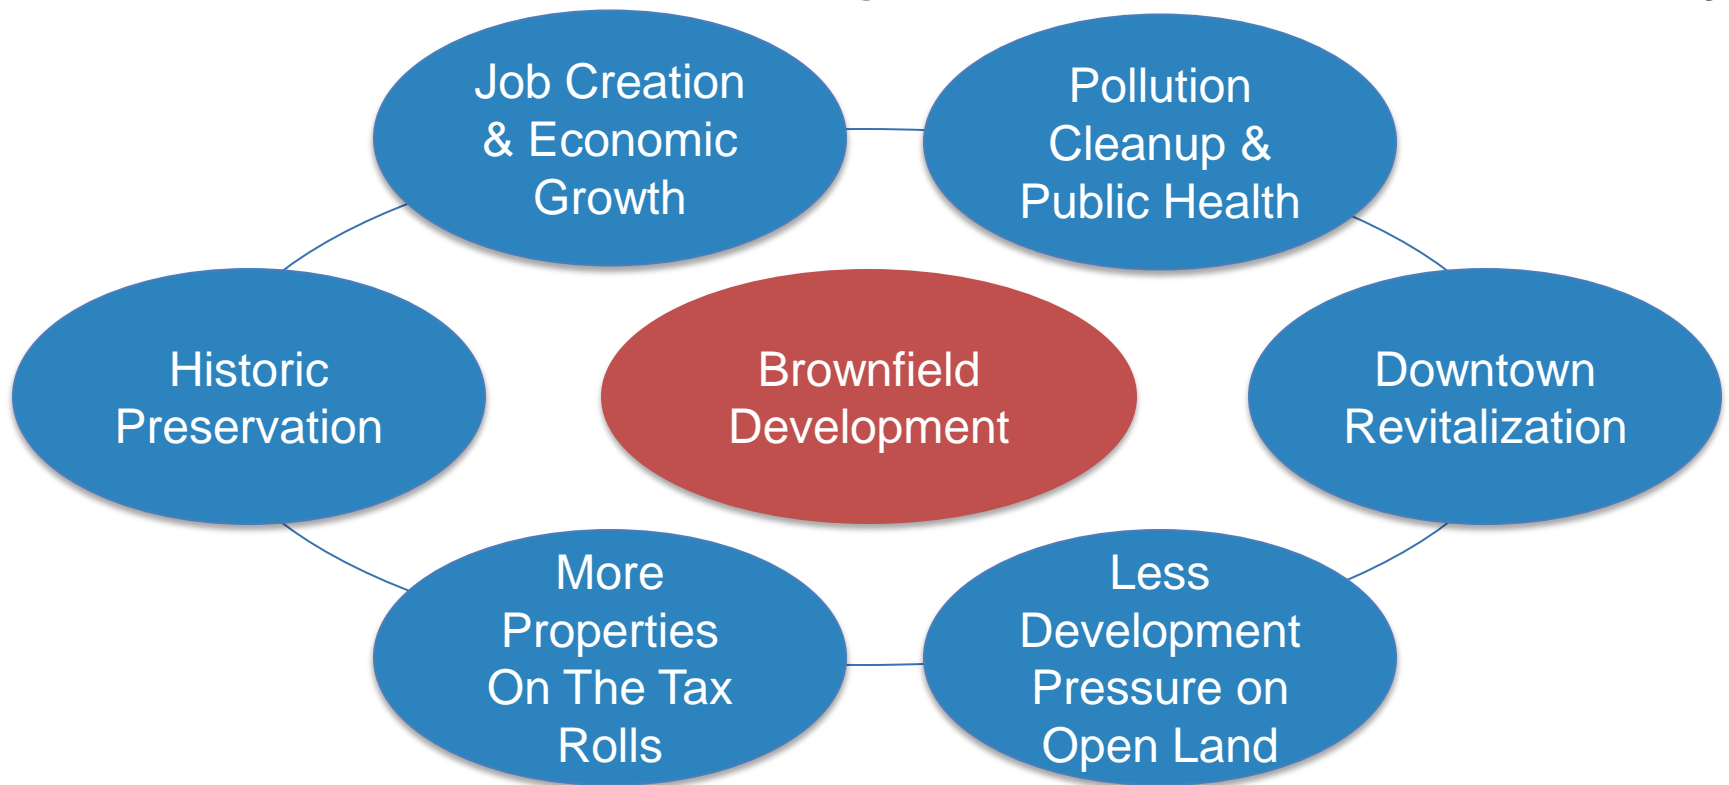 Job Creation
& Economic
Growth
Pollution
Cleanup &
Public Health
Historic
Preservation
Brownfield
Development
Downtown
Revitalization
More
Properties
On The Tax
Rolls
Less
Development
Pressure on
Open Land